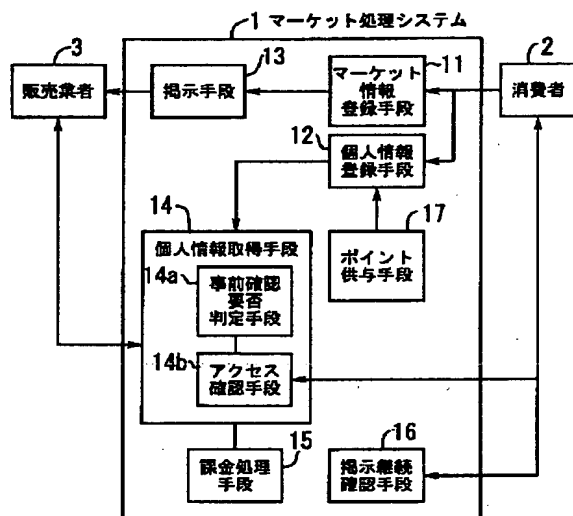 1 マーケット処理システム
3
販売業者
13
掲示手段
11
マーケット
情報
登録手段
2
消費者
12
個人情報
登録手段
14
個人情報取得手段
14a
事前確認
要否
判定手段
14b
アクセス
確認手段
17
ポイント
供与手段
15
課金処理
手段
16
掲示継続
確認手段